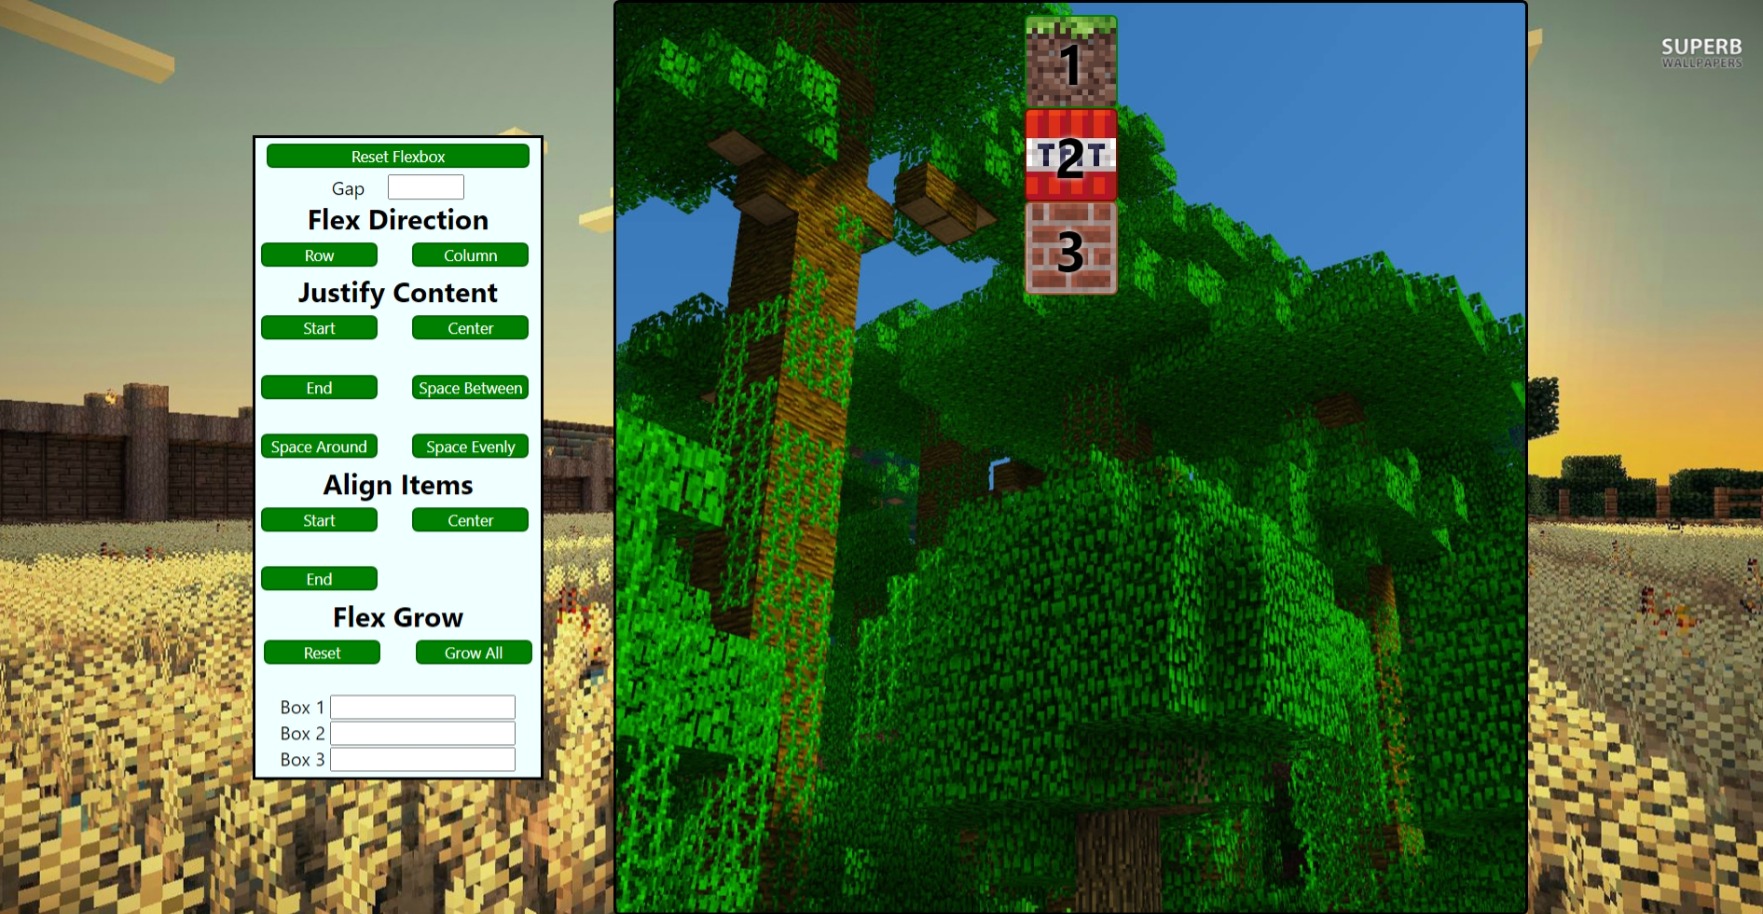 Reset Flexbox
Gap
Flex Direction
Row Column
Justify Content
Start Center
End Space Between
Space Around Space Evenly
Align Items
Start Center
End
Flex Grow
Reset Grow All
Box 1
Box 2
Box 3
1
2
3
SUPERB
WALLPAPERS